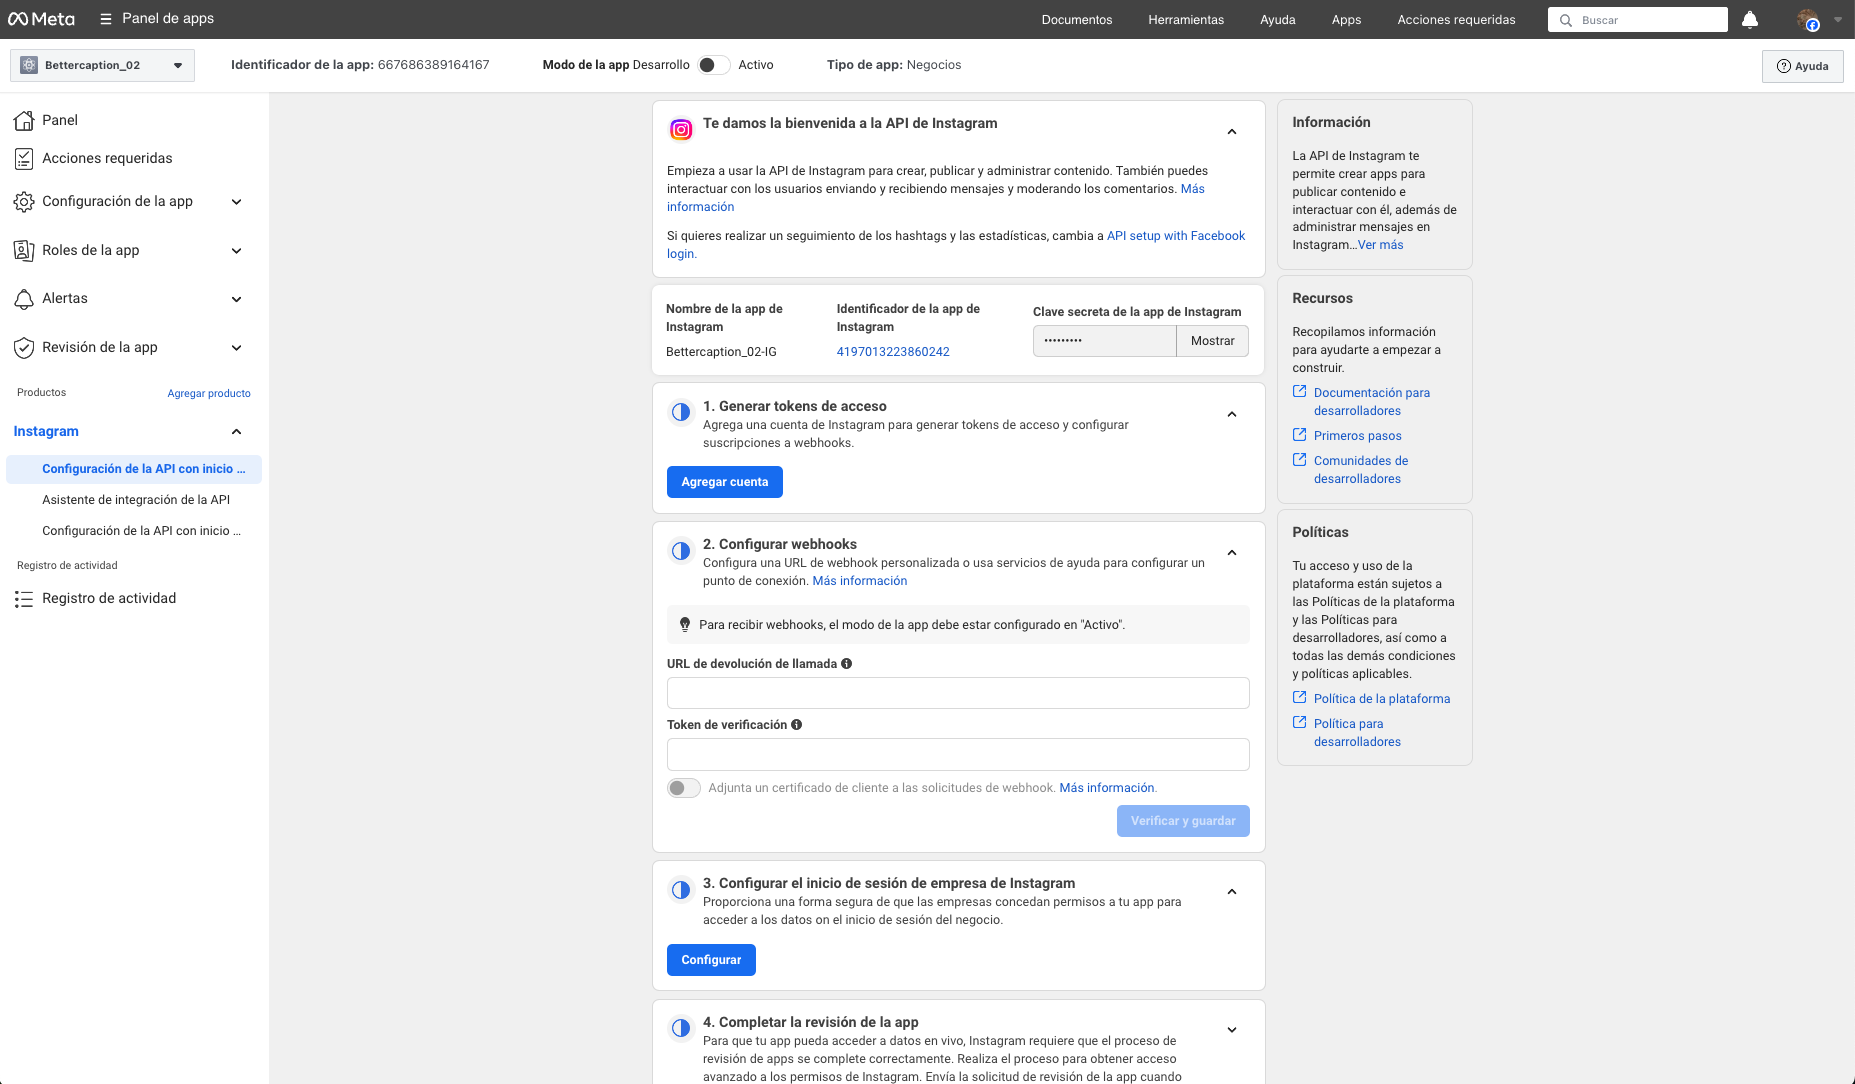 Meta
Panel de apps
Documentos
Herramientas
Ayuda
Apps
Acciones requeridas
Buscar
Bettercaption_02
Identificador de la app: 667686389164167
Modo de la app Desarrollo
Activo
Tipo de app: Negocios
Ayuda
Panel
Acciones requeridas
Configuración de la app
Roles de la app
Alertas
Revisión de la app
Productos
Agregar producto
Instagram
Configuración de la API con inicio ...
Asistente de integración de la API
Configuración de la API con inicio ...
Registro de actividad
Registro de actividad
Te damos la bienvenida a la API de Instagram
Empieza a usar la API de Instagram para crear, publicar y administrar contenido. También puedes
interactuar con los usuarios enviando y recibiendo mensajes y moderando los comentarios. Más
información
Si quieres realizar un seguimiento de los hashtags y las estadísticas, cambia a API setup with Facebook
login.
Nombre de la app de
Instagram
Bettercaption_02-IG
Identificador de la app de
Instagram
4197013223860242
Clave secreta de la app de Instagram
•••••••••
Mostrar
1. Generar tokens de acceso
Agrega una cuenta de Instagram para generar tokens de acceso y configurar
suscripciones a webhooks.
Agregar cuenta
2. Configurar webhooks
Configura una URL de webhook personalizada o usa servicios de ayuda para configurar un
punto de conexión. Más información
Para recibir webhooks, el modo de la app debe estar configurado en "Activo".
URL de devolución de llamada
Token de verificación
Adjunta un certificado de cliente a las solicitudes de webhook. Más información.
Verificar y guardar
3. Configurar el inicio de sesión de empresa de Instagram
Proporciona una forma segura de que las empresas concedan permisos a tu app para
acceder a los datos on el inicio de sesión del negocio.
Configurar
4. Completar la revisión de la app
Para que tu app pueda acceder a datos en vivo, Instagram requiere que el proceso de
revisión de apps se complete correctamente. Realiza el proceso para obtener acceso
avanzado a los permisos de Instagram. Envía la solicitud de revisión de la app cuando
Información
La API de Instagram te
permite crear apps para
publicar contenido e
interactuar con él, además de
administrar mensajes en
Instagram...Ver más
Recursos
Recopilamos información
para ayudarte a empezar a
construir.
Documentación para
desarrolladores
Primeros pasos
Comunidades de
desarrolladores
Políticas
Tu acceso y uso de la
plataforma están sujetos a
las Políticas de la plataforma
y las Políticas para
desarrolladores, así como a
todas las demás condiciones
y políticas aplicables.
Política de la plataforma
Política para
desarrolladores